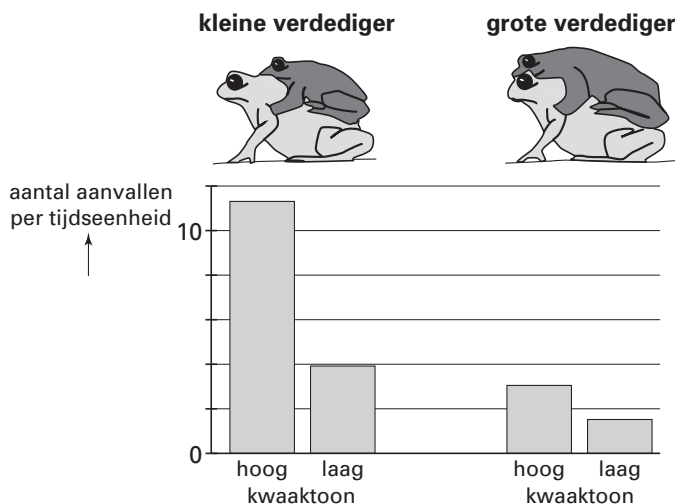 kleine verdediger
grote verdediger
aantal aanvallen
per tijdseenheid
10
0
hoog
laag
hoog
laag
kwaaktoon
kwaaktoon